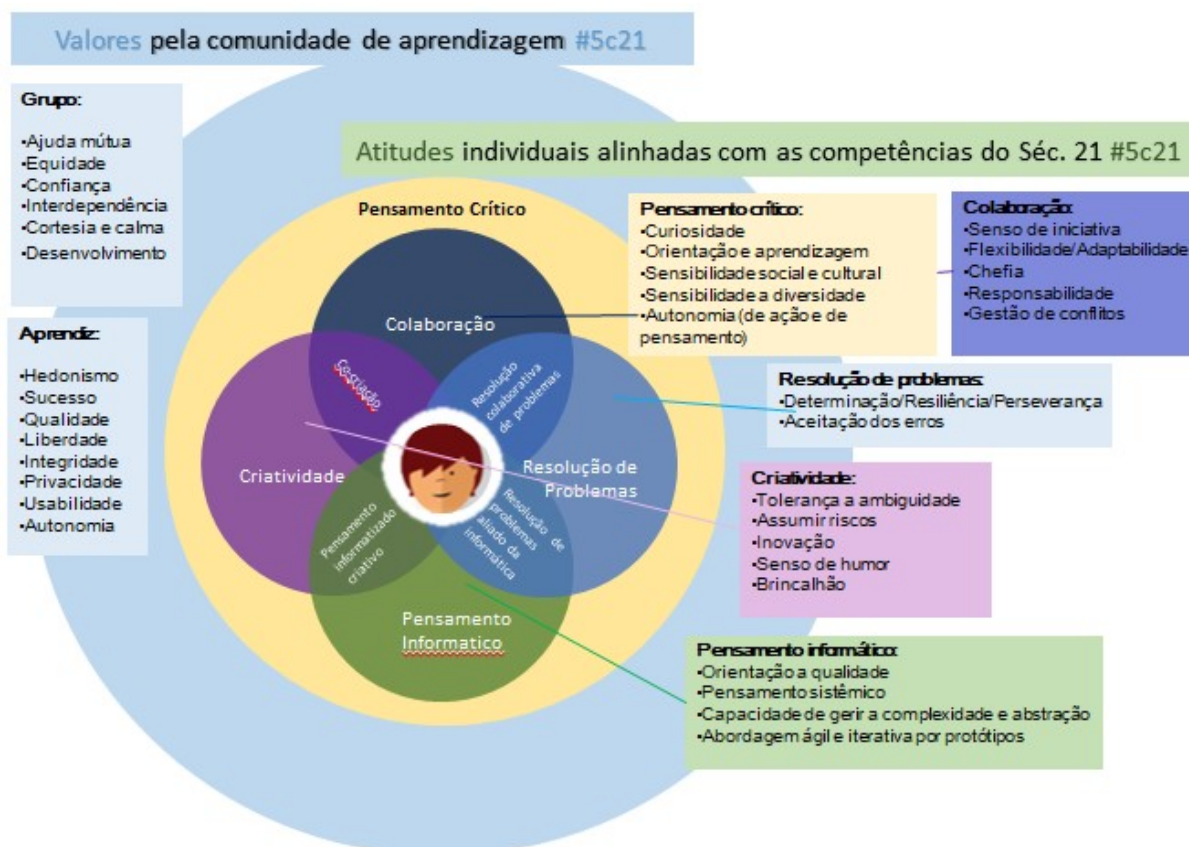 Valores pela comunidade de aprendizagem #5c21
Grupo:
•Ajuda mútua
•Equidade
•Confiança
•Interdependência
•Cortesia e calma
•Desenvolvimento
Aprendiz:
•Hedonismo
•Sucesso
•Qualidade
•Liberdade
•Integridade
•Privacidade
•Usabilidade
•Autonomia
Atitudes individuais alinhadas com as competências do Séc. 21 #5c21
Pensamento Crítico
Colaboração
Co-criação
Resolução
colaborativa
de problemas
Criatividade
Resolução de
Problemas
Pensamento
informatizado
criativo
Resolução de
problemas
aliado da
informática
Pensamento
Informatico
Pensamento crítico:
•Curiosidade
•Orientação e aprendizagem
•Sensibilidade social e cultural
•Sensibilidade a diversidade
•Autonomia (de ação e de
pensamento)
Colaboração:
•Senso de iniciativa
•Flexibilidade/Adaptabilidade
•Chefia
•Responsabilidade
•Gestão de conflitos
Resolução de problemas:
•Determinação/Resiliência/Perseverança
•Aceitação dos erros
Criatividade:
•Tolerança a ambiguidade
•Assumir riscos
•Inovação
•Senso de humor
•Brincalhão
Pensamento informático:
•Orientação a qualidade
•Pensamento sistêmico
•Capacidade de gerir a complexidade e abstração
•Abordagem ágil e iterativa por protótipos